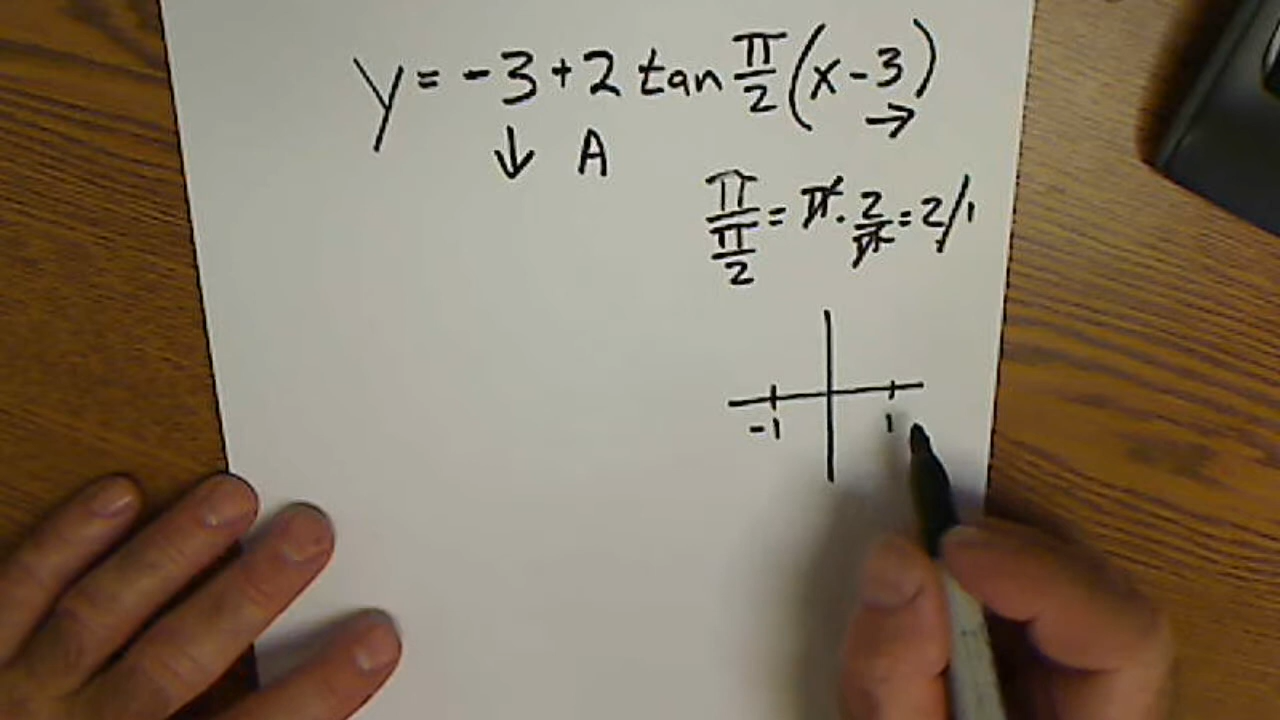 y = -3 + 2 tan π/2 (x - 3)
↓ A →
π/(π/2) = π · 2/π = 2/1
-1 1